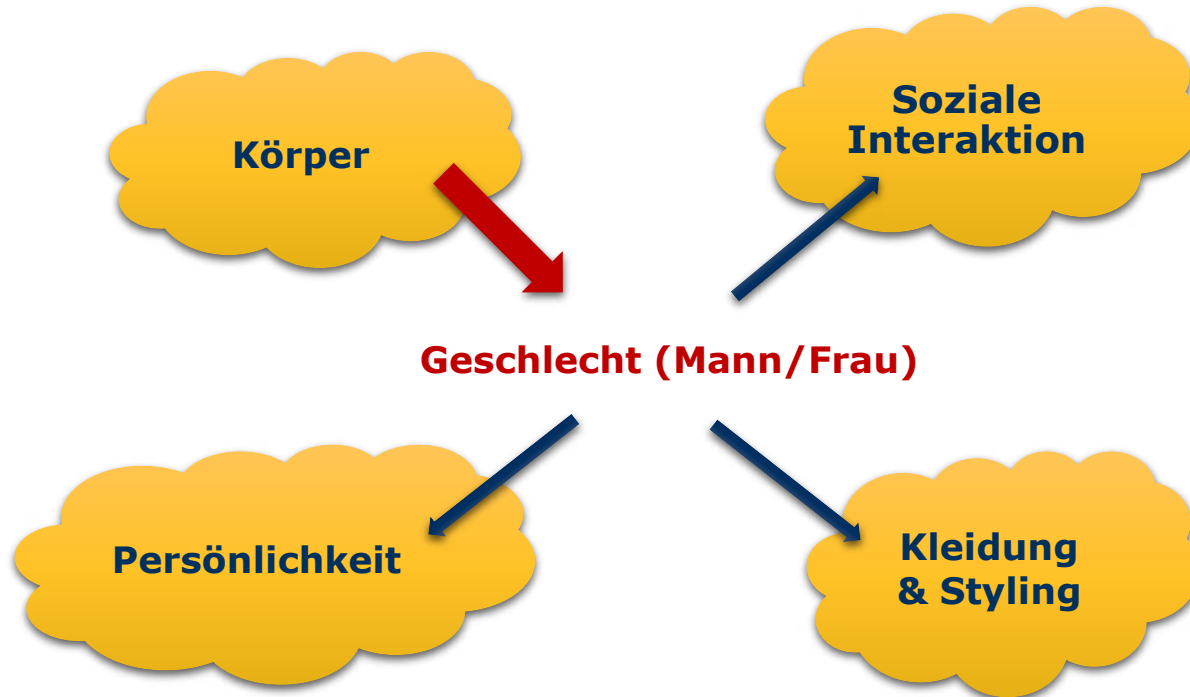 Körper
Soziale
Interaktion
Geschlecht (Mann/Frau)
Persönlichkeit
Kleidung
& Styling